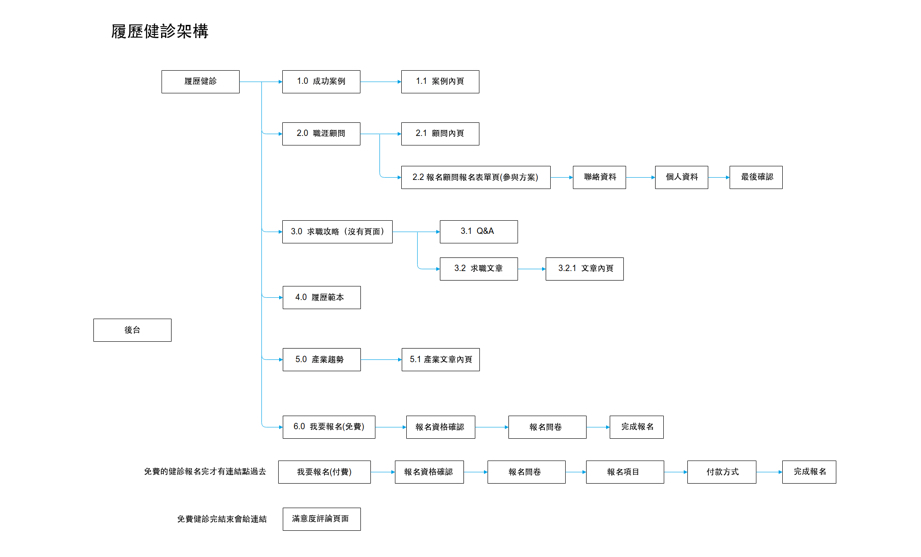 履歷健診架構
履歷健診
1.0 成功案例
1.1 案例內頁
2.0 職涯顧問
2.1 顧問內頁
2.2 報名顧問報名表單頁(參與方案)
聯絡資料
個人資料
最後確認
3.0 求職攻略（沒有頁面）
3.1 Q&A
3.2 求職文章
3.2.1 文章內頁
4.0 履歷範本
後台
5.0 產業趨勢
5.1 產業文章內頁
6.0 我要報名(免費)
報名資格確認
報名問卷
完成報名
免費的健診報名完才有連結點過去
我要報名(付費)
報名資格確認
報名問卷
報名項目
付款方式
完成報名
免費健診完結束會給連結
滿意度評論頁面